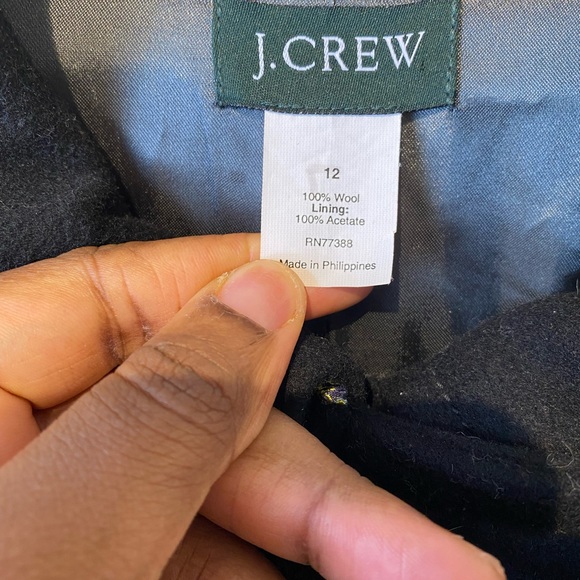 J.CREW
12
100% Wool
Lining:
100% Acetate
RN77388
Made in Philippines